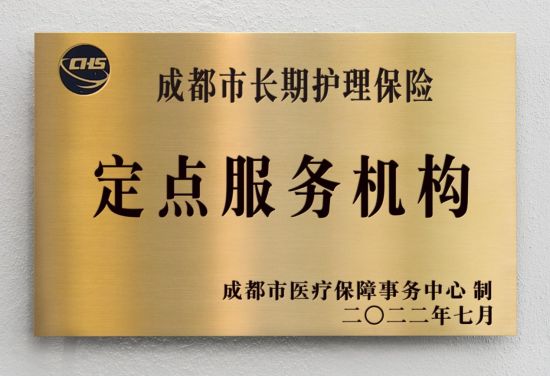 CHS
成都市长期护理保险
定点服务机构
成都市医疗保障事务中心 制
二〇二二年七月